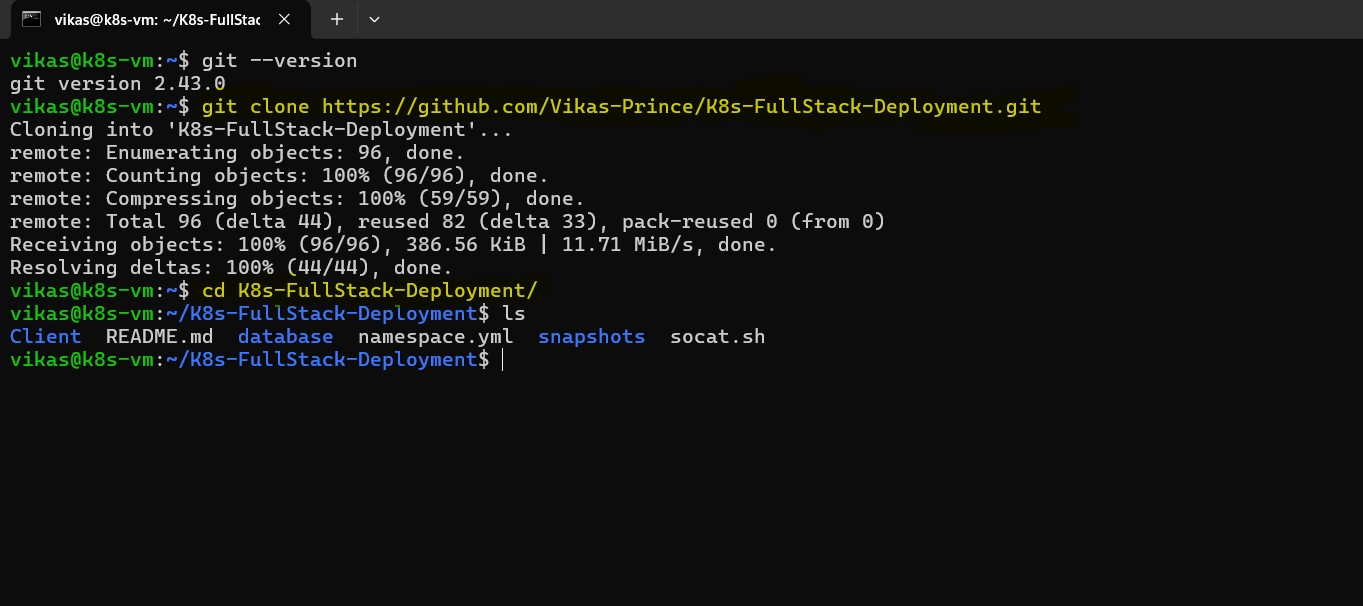 vikas@k8s-vm: ~/K8s-FullStac
vikas@k8s-vm:~$ git --version
git version 2.43.0
vikas@k8s-vm:~$ git clone https://github.com/Vikas-Prince/K8s-FullStack-Deployment.git
Cloning into 'K8s-FullStack-Deployment'...
remote: Enumerating objects: 96, done.
remote: Counting objects: 100% (96/96), done.
remote: Compressing objects: 100% (59/59), done.
remote: Total 96 (delta 44), reused 82 (delta 33), pack-reused 0 (from 0)
Receiving objects: 100% (96/96), 386.56 KiB | 11.71 MiB/s, done.
Resolving deltas: 100% (44/44), done.
vikas@k8s-vm:~$ cd K8s-FullStack-Deployment/
vikas@k8s-vm:~/K8s-FullStack-Deployment$ ls
Client  README.md  database  namespace.yml  snapshots  socat.sh
vikas@k8s-vm:~/K8s-FullStack-Deployment$